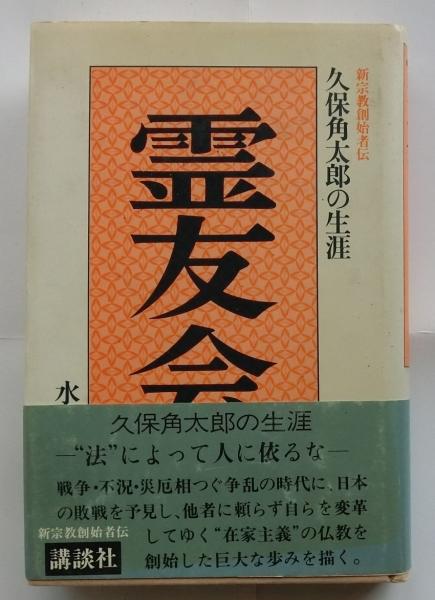 新宗教創始者伝
久保角太郎の生涯
霊友会
水
久保角太郎の生涯
―“法”によって人に依るな―
戦争・不況・災厄相つぐ争乱の時代に、日本
の敗戦を予見し、他者に頼らず自らを変革
してゆく“在家主義”の仏教を
創始した巨大な歩みを描く。
新宗教創始者伝
講談社